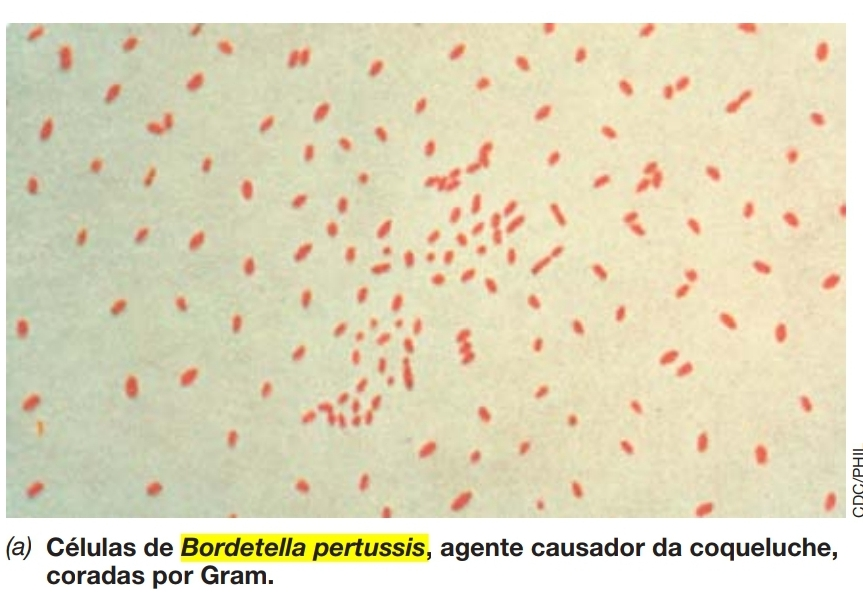 CDC/PHIL
(a) Células de Bordetella pertussis, agente causador da coqueluche,
coradas por Gram.